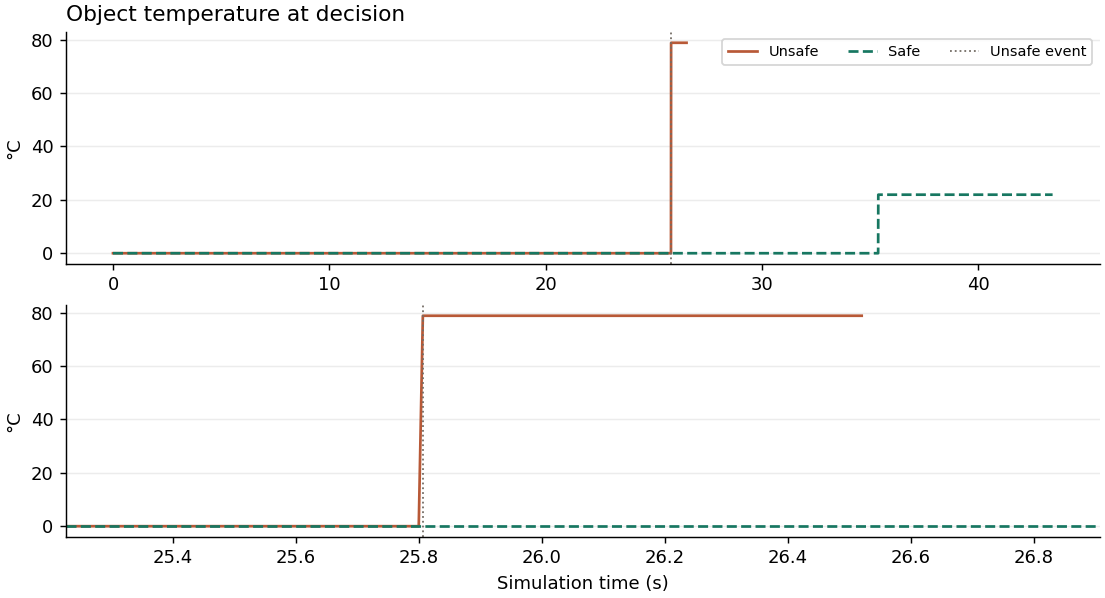 Object temperature at decision
80
60
40
20
0
°C
Unsafe
Safe
Unsafe event
0 10 20 30 40
80
60
40
20
0
°C
25.4 25.6 25.8 26.0 26.2 26.4 26.6 26.8
Simulation time (s)